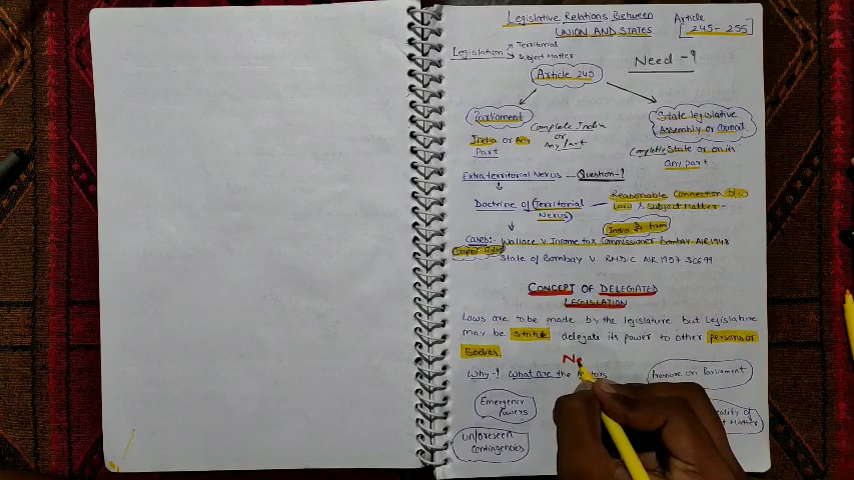 Legislative Relations Between
UNION AND STATES
Article
245 - 255
Legislation
Territorial
Subject Matter
Need - ?
Article 245
Parliament
State legislative
Assembly or Council
India or Any
Part
Complete India
or
Any Part
Complete State or on its
any part.
Extra territorial Nexus - Question - ?
Doctrine of (Territorial
Nexus)
Reasonable Connection b/w
Law & Subject Matter -
India
Cases:- Wallace v. Income tax Commissioner bombay AIR 1948
State of Bombay V. RMDC AIR 1957 SC 699
CONCEPT OF DELEGATED
LEGISLATION
Laws are to be made by the legislature but legislature
may be statute delegate its power to other persons or
Bodies.
Ne
Why-? What are the
Pressure on Parliament
Emergency
Powers
Unforeseen
Contingencies